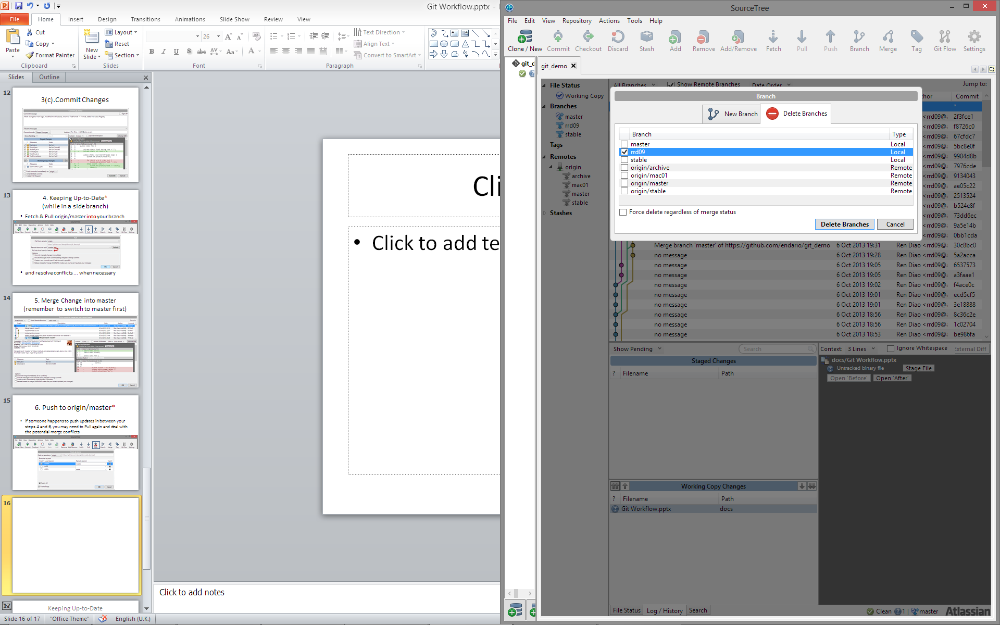 Git Workflow.pptx -
File Home Insert Design Transitions Animations Slide Show Review View
Paste
Cut
Copy
Format Painter
Clipboard
New Slide
Layout
Reset
Section
Slides
26
B I U S abc AV Aa A
Font
Text Direction
Align Text
Convert to SmartArt
Paragraph
Slides Outline
12
3(c).Commit Changes
13
4. Keeping Up-to-Date*
(while in a side branch)
• Fetch & Pull origin/master into your branch
• and resolve conflicts ... when necessary
14
5. Merge Change into master
(remember to switch to master first)
15
6. Push to origin/master*
• If someone happens to push updates in between your
steps 4 and 6, you may need to Pull again and deal with
the potential merge conflicts
16
17
Keeping Up-to-Date
Cli
• Click to add te
Click to add notes
Slide 16 of 17 "Office Theme" English (U.K.)
SourceTree
File Edit View Repository Actions Tools Help
Clone / New Commit Checkout Discard Stash Add Remove Add/Remove Fetch Pull Push Branch Merge Tag Git Flow Settings
git_d
git_demo
File Status
Working Copy
Branches
master
rrd09
stable
Tags
Remotes
origin
archive
mac01
master
stable
Stashes
All Branches Show Remote Branches Date Order Jump to:
hor Commit
*
<rrd09@ 2f3fce1
<rrd09@ f8726c0
<rrd09@ 67cfdc7
<rrd09@ 5bc8e0f
<rrd09@ 9904d8b
<rrd09@ 7976cde
<rrd09@ 9134043
<rrd09@ ae05c22
<rrd09@ 2513524
<rrd09@ b524e8f
<rrd09@ 73dd6ec
<rrd09@ 9a5e14b
<rrd09@ 0bb1cda
Branch
New Branch Delete Branches
Branch Type
master Local
rrd09 Local
stable Local
origin/archive Remote
origin/mac01 Remote
origin/master Remote
origin/stable Remote
Force delete regardless of merge status
Delete Branches Cancel
Merge branch 'master' of https://github.com/endario/git_demo 6 Oct 2013 19:31 Ren Diao <rrd09@ 30c8bc0
no message 6 Oct 2013 19:28 Ren Diao <rrd09@ 5a2acca
no message 6 Oct 2013 19:05 Ren Diao <rrd09@ 6537573
no message 6 Oct 2013 19:05 Ren Diao <rrd09@ a3faae1
no message 6 Oct 2013 19:02 Ren Diao <rrd09@ f4ace0c
no message 6 Oct 2013 19:01 Ren Diao <rrd09@ ecd5cf5
no message 6 Oct 2013 19:01 Ren Diao <rrd09@ 3e18888
no message 6 Oct 2013 18:56 Ren Diao <rrd09@ 8c36c2e
no message 6 Oct 2013 18:56 Ren Diao <rrd09@ 1c02704
no message 6 Oct 2013 18:53 Ren Diao <rrd09@ be986fa
Show Pending Search
Staged Changes
? Filename Path
Context: 3 Lines Ignore Whitespace External Diff
docs/Git Workflow.pptx
Untracked binary file Stage File
Open 'Before' Open 'After'
Working Copy Changes
? Filename Path
Git Workflow.pptx docs
File Status Log / History Search
Clean 1 master Atlassian